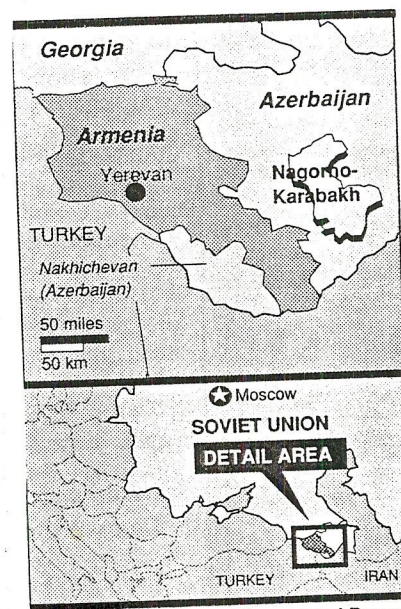 Georgia
Azerbaijan
Armenia
Yerevan
Nagorno-
Karabakh
TURKEY
Nakhichevan
(Azerbaijan)
50 miles
50 km
Moscow
SOVIET UNION
DETAIL AREA
TURKEY
IRAN